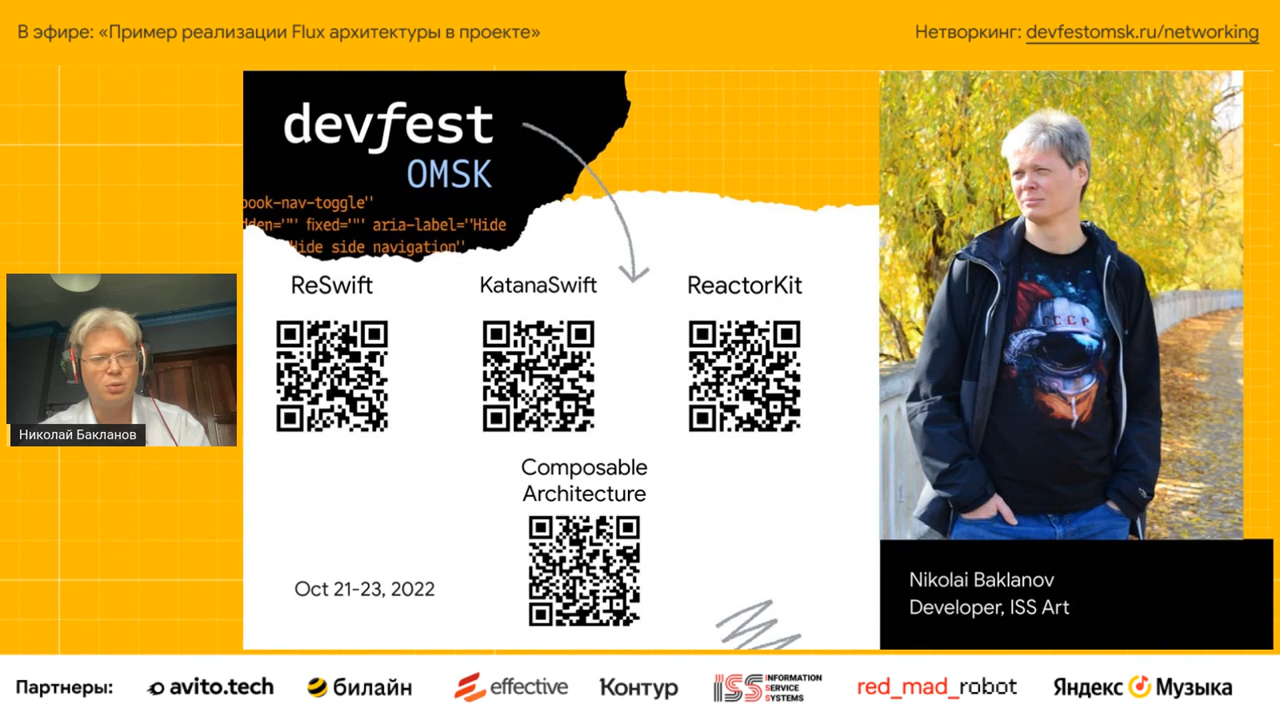 В эфире: «Пример реализации Flux архитектуры в проекте»
Нетворкинг: devfestomsk.ru/networking
devfest
OMSK
book-nav-toggle"
dden="" fixed="" aria-label="Hide
Hide side navigation"
ReSwift
KatanaSwift
ReactorKit
Composable
Architecture
Oct 21-23, 2022
Николай Бакланов
СССР
Nikolai Baklanov
Developer, ISS Art
Партнеры:
avito.tech
билайн
effective
Контур
ISS INFORMATION
SERVICE
SYSTEMS
red_mad_robot
Яндекс Музыка